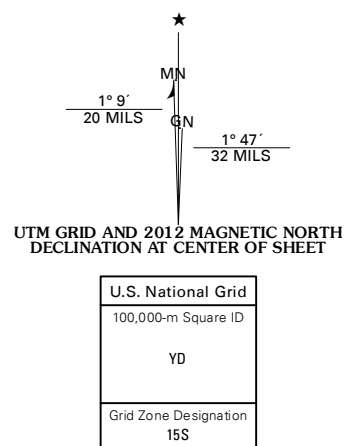 MN
GN
1° 9´
20 MILS
1° 47´
32 MILS
UTM GRID AND 2012 MAGNETIC NORTH
DECLINATION AT CENTER OF SHEET
U.S. National Grid
100,000-m Square ID
YD
Grid Zone Designation
15S